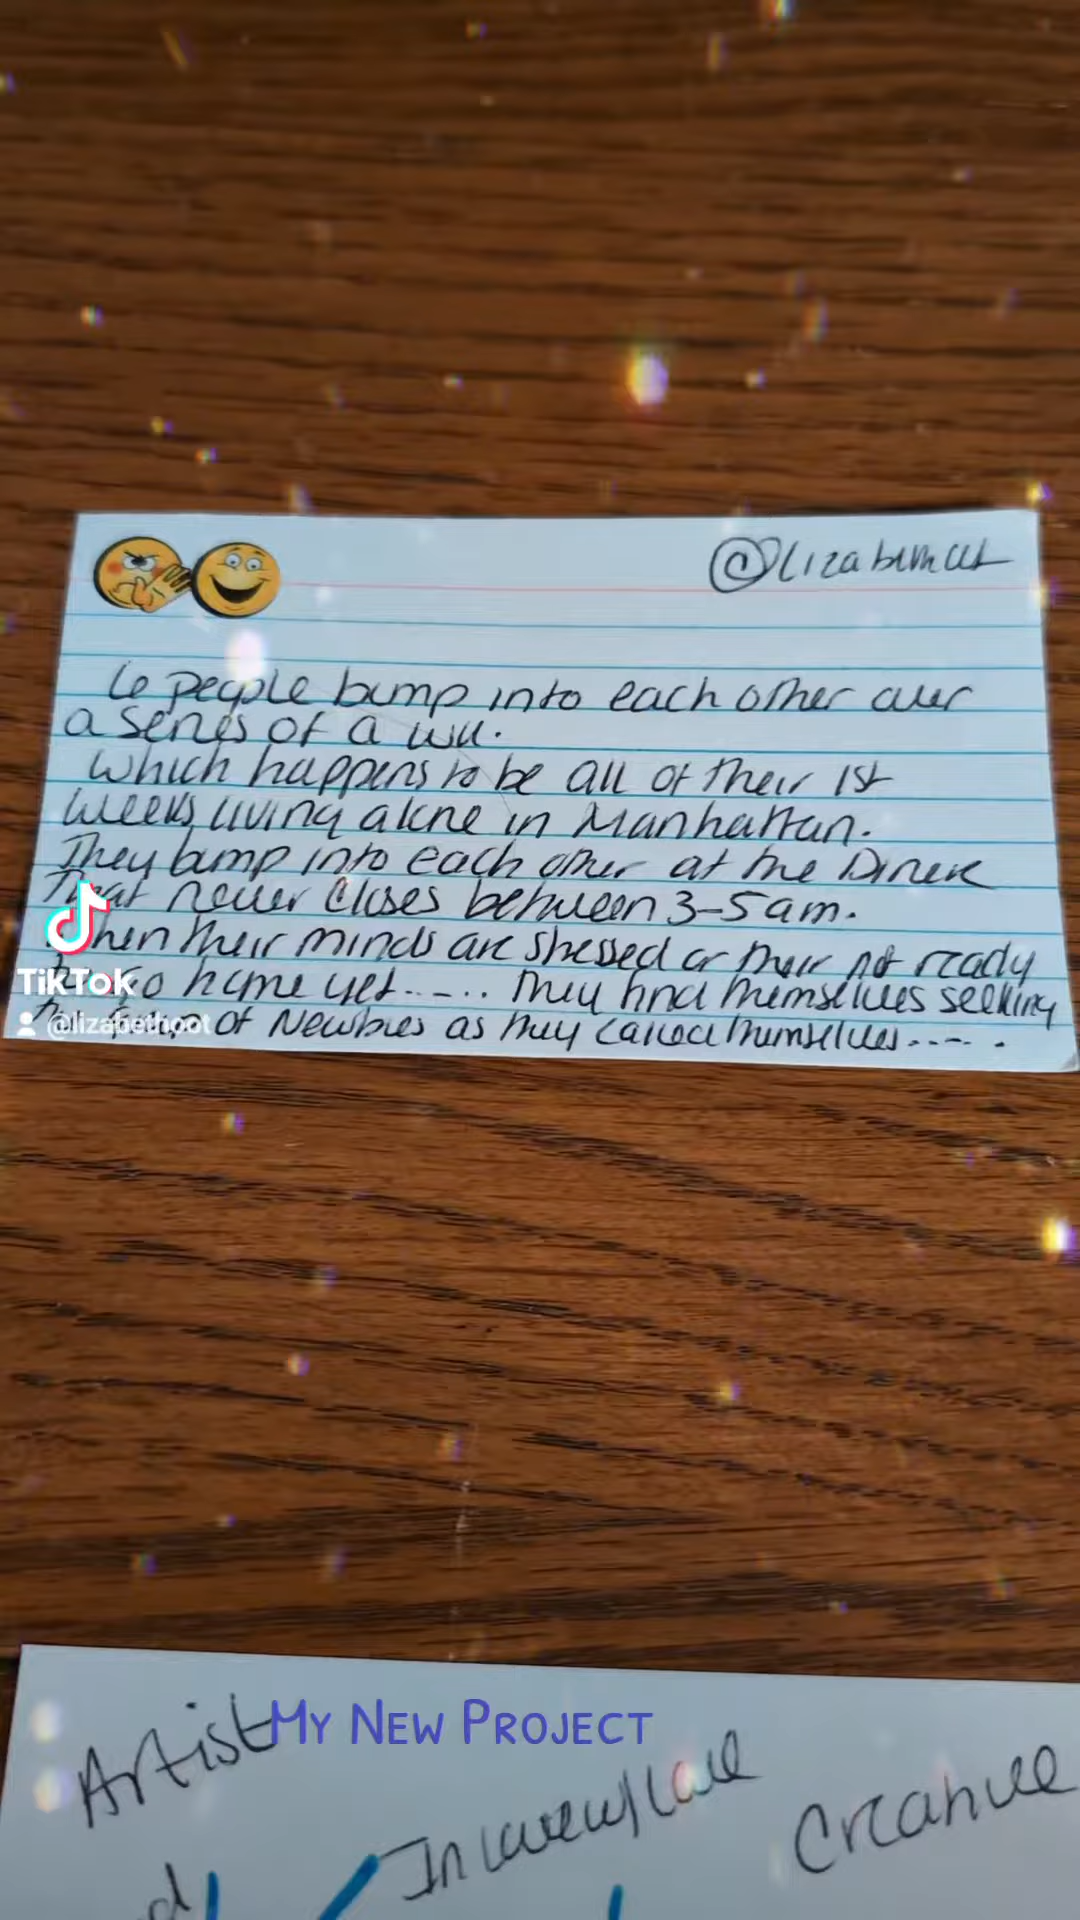 @lizabethoot
6 people bump into each other over
a series of a wk.
Which happens to be all of their 1st
weeks living alone in Manhattan.
They bump into each other at the Diner
That never closes between 3-5am.
When their minds are stressed or their not ready
to go home yet...... They find themselves seeking
of Newbies as they called themselves......
TikTok
@lizabethoot
My New Project
Artist
In
Creative